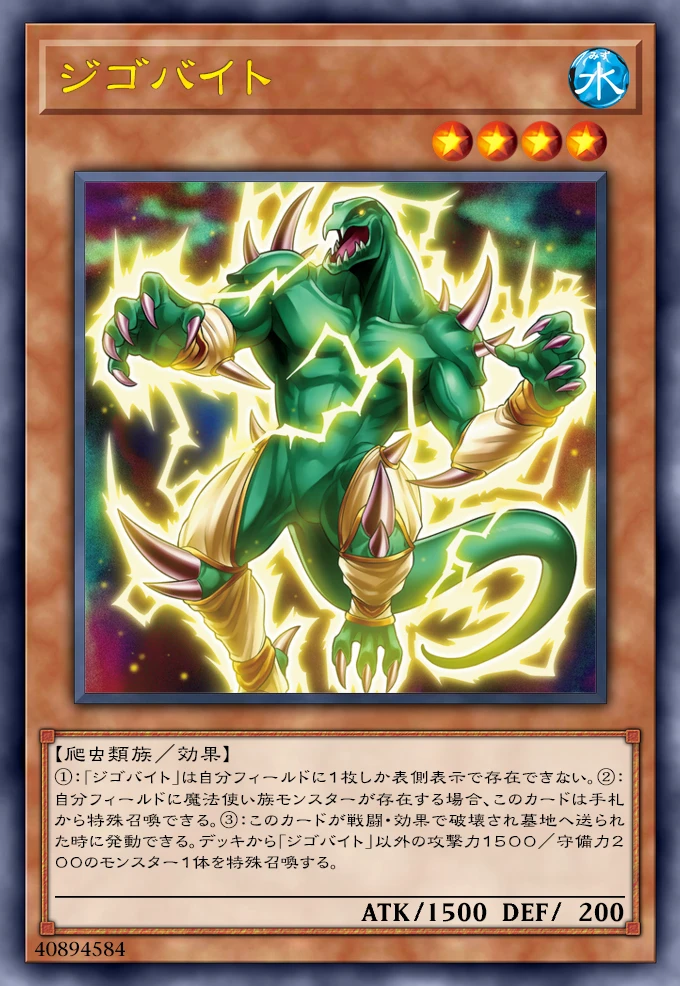 ジゴバイト
みず
水
【爬虫類族／効果】
①：「ジゴバイト」は自分フィールドに１枚しか表側表示で存在できない。②：
自分フィールドに魔法使い族モンスターが存在する場合、このカードは手札
から特殊召喚できる。③：このカードが戦闘・効果で破壊され墓地へ送られ
た時に発動できる。デッキから「ジゴバイト」以外の攻撃力１５００／守備力２
００のモンスター１体を特殊召喚する。
ATK/1500 DEF/ 200
40894584